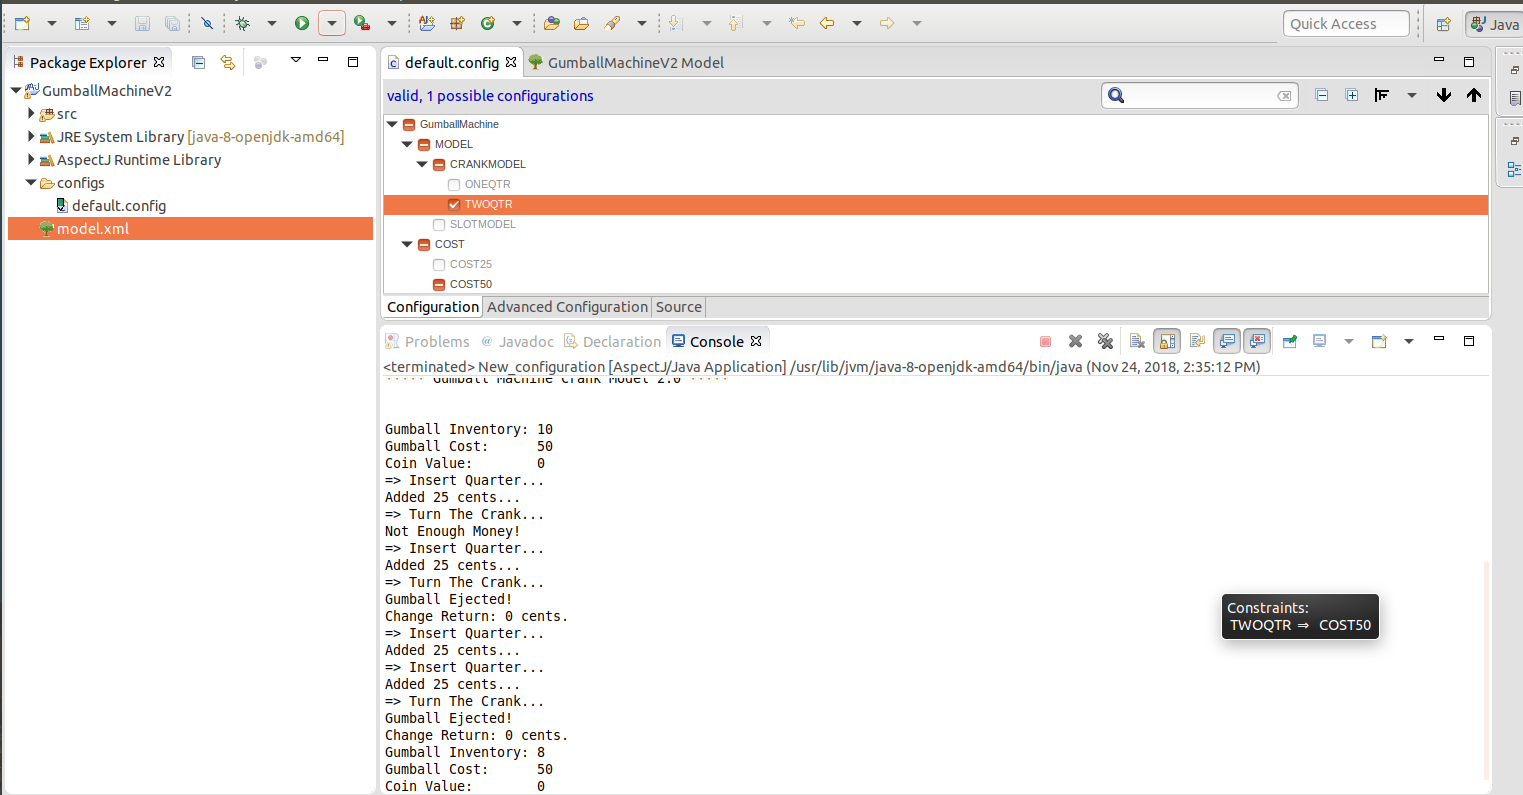 Quick Access
Java
Package Explorer
GumballMachineV2
src
JRE System Library [java-8-openjdk-amd64]
AspectJ Runtime Library
configs
default.config
model.xml
default.config
GumballMachineV2 Model
valid, 1 possible configurations
GumballMachine
MODEL
CRANKMODEL
ONEQTR
TWOQTR
SLOTMODEL
COST
COST25
COST50
Configuration Advanced Configuration Source
Problems @ Javadoc Declaration Console
<terminated> New_configuration [AspectJ/Java Application] /usr/lib/jvm/java-8-openjdk-amd64/bin/java (Nov 24, 2018, 2:35:12 PM)
***** Gumball Machine Crank Model 2.0 *****
Gumball Inventory: 10
Gumball Cost: 50
Coin Value: 0
=> Insert Quarter...
Added 25 cents...
=> Turn The Crank...
Not Enough Money!
=> Insert Quarter...
Added 25 cents...
=> Turn The Crank...
Gumball Ejected!
Change Return: 0 cents.
=> Insert Quarter...
Added 25 cents...
=> Insert Quarter...
Added 25 cents...
=> Turn The Crank...
Gumball Ejected!
Change Return: 0 cents.
Gumball Inventory: 8
Gumball Cost: 50
Coin Value: 0
Constraints:
TWOQTR ⇒ COST50